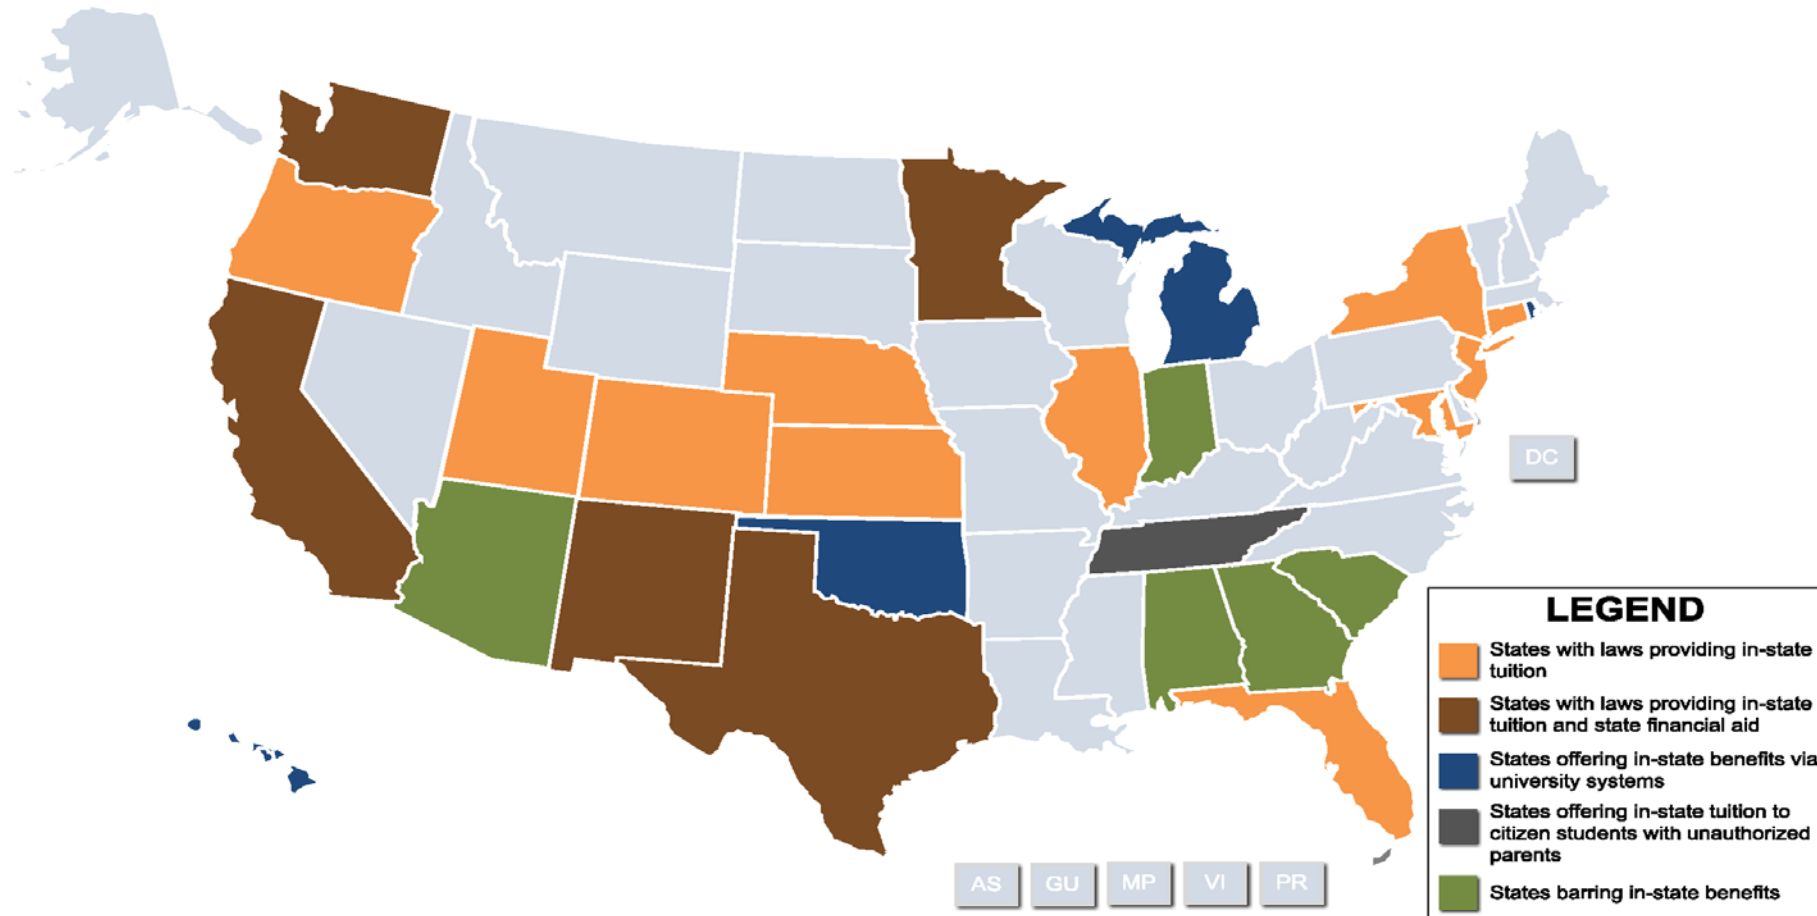 DC
LEGEND
States with laws providing in-state
tuition
States with laws providing in-state
tuition and state financial aid
States offering in-state benefits via
university systems
States offering in-state tuition to
citizen students with unauthorized
parents
States barring in-state benefits
AS GU MP VI PR